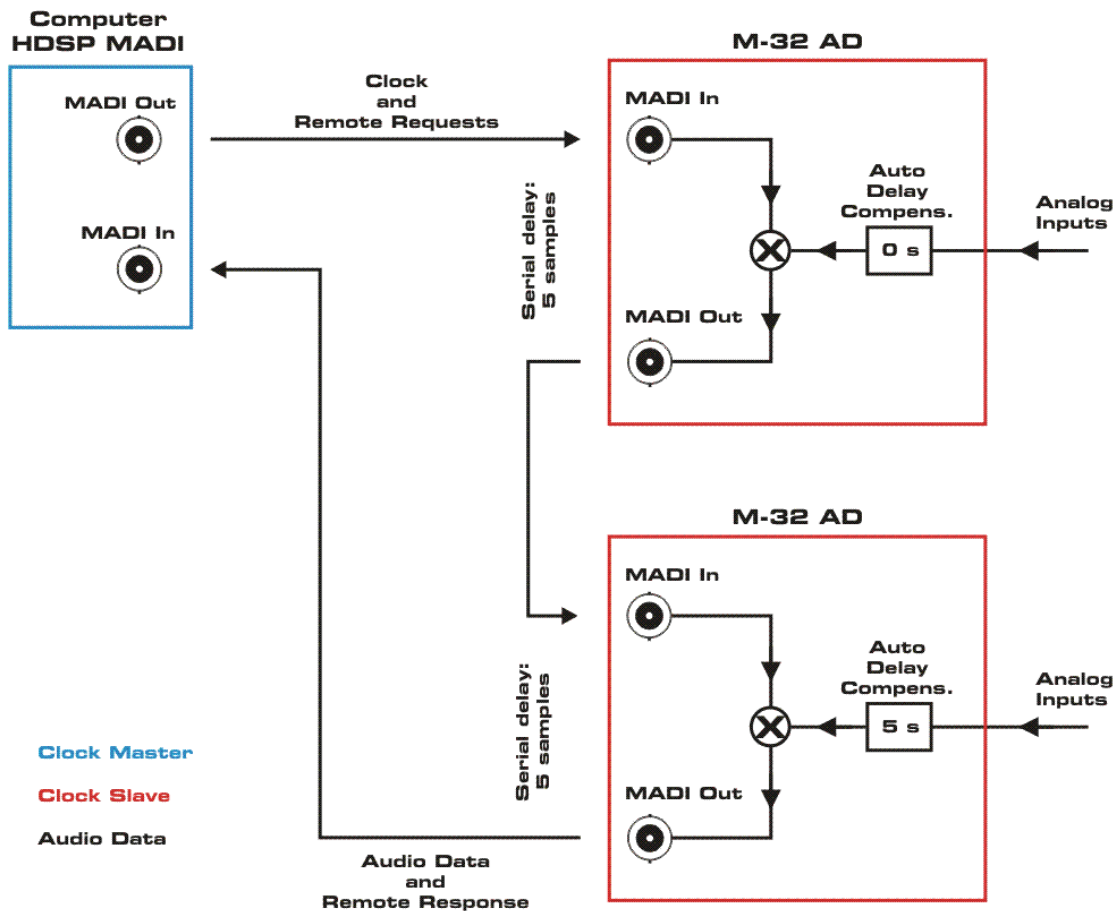 Computer
HDSP MADI
MADI Out
MADI In
Clock
and
Remote Requests
M-32 AD
MADI In
Auto
Delay
Compens.
0 s
Analog
Inputs
Serial delay:
5 samples
MADI Out
M-32 AD
MADI In
Auto
Delay
Compens.
5 s
Analog
Inputs
Serial delay:
5 samples
MADI Out
Clock Master
Clock Slave
Audio Data
Audio Data
and
Remote Response